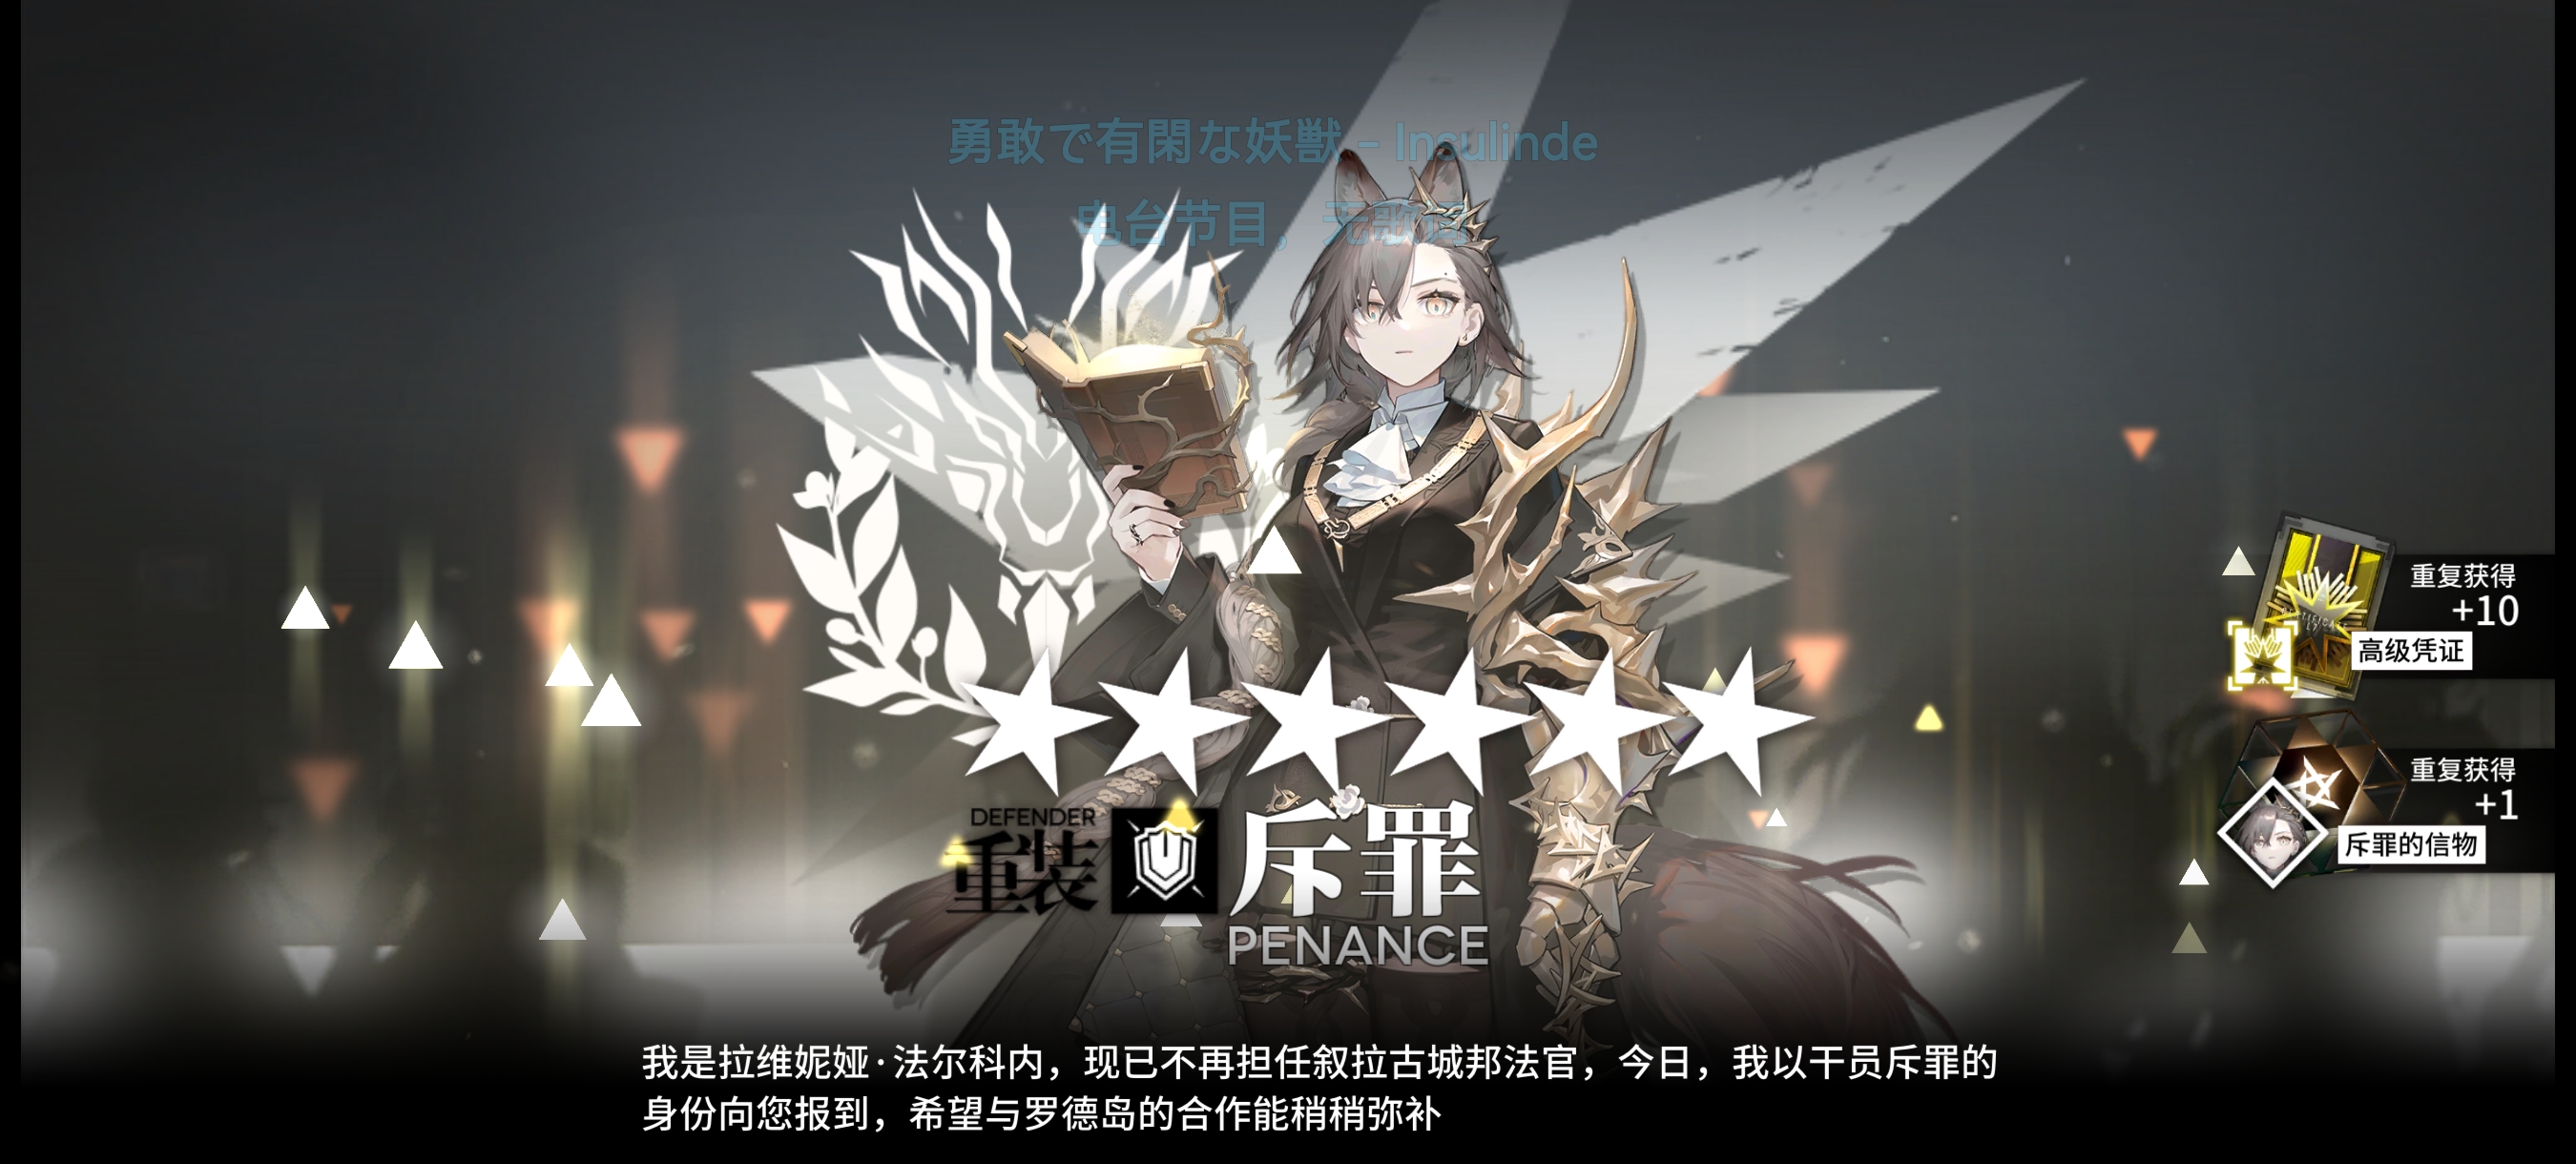 勇敢で有閑な妖獣 - Insulinde
电台节目，无歌词
重复获得
+10
高级凭证
重复获得
+1
斥罪的信物
DEFENDER
重装
斥罪
PENANCE
我是拉维妮娅·法尔科内，现已不再担任叙拉古城邦法官，今日，我以干员斥罪的
身份向您报到，希望与罗德岛的合作能稍稍弥补